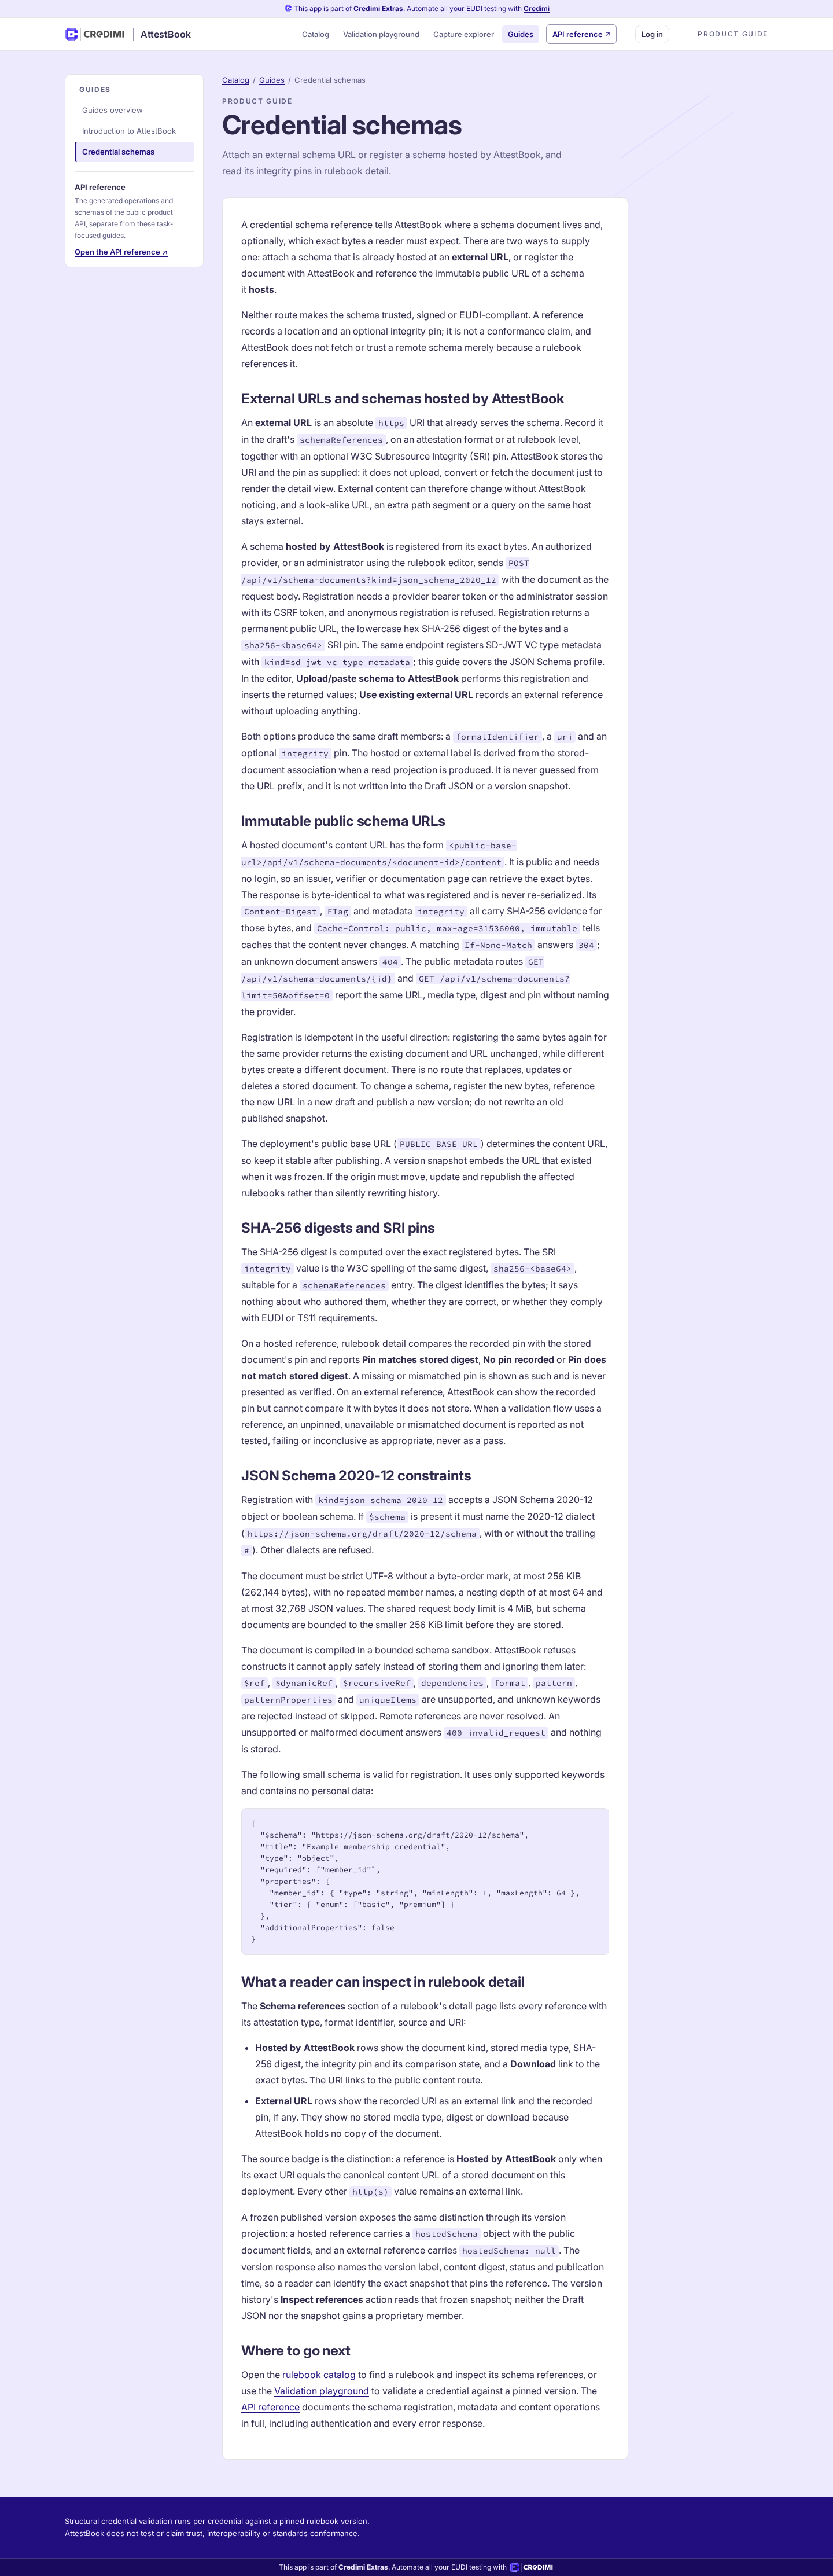 This app is part of Credimi Extras. Automate all your EUDI testing with Credimi
CREDIMI
AttestBook
Catalog
Validation playground
Capture explorer
Guides
API reference ↗
Log in
PRODUCT GUIDE
GUIDES
Guides overview
Introduction to AttestBook
Credential schemas
API reference
The generated operations and
schemas of the public product
API, separate from these task-
focused guides.
Open the API reference ↗
Catalog / Guides / Credential schemas
PRODUCT GUIDE
Credential schemas
Attach an external schema URL or register a schema hosted by AttestBook, and
read its integrity pins in rulebook detail.
A credential schema reference tells AttestBook where a schema document lives and,
optionally, which exact bytes a reader must expect. There are two ways to supply
one: attach a schema that is already hosted at an external URL, or register the
document with AttestBook and reference the immutable public URL of a schema
it hosts.
Neither route makes the schema trusted, signed or EUDI-compliant. A reference
records a location and an optional integrity pin; it is not a conformance claim, and
AttestBook does not fetch or trust a remote schema merely because a rulebook
references it.
External URLs and schemas hosted by AttestBook
An external URL is an absolute https URI that already serves the schema. Record it
in the draft's schemaReferences, on an attestation format or at rulebook level,
together with an optional W3C Subresource Integrity (SRI) pin. AttestBook stores the
URI and the pin as supplied: it does not upload, convert or fetch the document just to
render the detail view. External content can therefore change without AttestBook
noticing, and a look-alike URL, an extra path segment or a query on the same host
stays external.
A schema hosted by AttestBook is registered from its exact bytes. An authorized
provider, or an administrator using the rulebook editor, sends POST
/api/v1/schema-documents?kind=json_schema_2020_12 with the document as the
request body. Registration needs a provider bearer token or the administrator session
with its CSRF token, and anonymous registration is refused. Registration returns a
permanent public URL, the lowercase hex SHA-256 digest of the bytes and a
sha256-<base64> SRI pin. The same endpoint registers SD-JWT VC type metadata
with kind=sd_jwt_vc_type_metadata; this guide covers the JSON Schema profile.
In the editor, Upload/paste schema to AttestBook performs this registration and
inserts the returned values; Use existing external URL records an external reference
without uploading anything.
Both options produce the same draft members: a formatIdentifier, a uri and an
optional integrity pin. The hosted or external label is derived from the stored-
document association when a read projection is produced. It is never guessed from
the URL prefix, and it is not written into the Draft JSON or a version snapshot.
Immutable public schema URLs
A hosted document's content URL has the form <public-base-
url>/api/v1/schema-documents/<document-id>/content. It is public and needs
no login, so an issuer, verifier or documentation page can retrieve the exact bytes.
The response is byte-identical to what was registered and is never re-serialized. Its
Content-Digest, ETag and metadata integrity all carry SHA-256 evidence for
those bytes, and Cache-Control: public, max-age=31536000, immutable tells
caches that the content never changes. A matching If-None-Match answers 304;
an unknown document answers 404. The public metadata routes GET
/api/v1/schema-documents/{id} and GET /api/v1/schema-documents?
limit=50&offset=0 report the same URL, media type, digest and pin without naming
the provider.
Registration is idempotent in the useful direction: registering the same bytes again for
the same provider returns the existing document and URL unchanged, while different
bytes create a different document. There is no route that replaces, updates or
deletes a stored document. To change a schema, register the new bytes, reference
the new URL in a new draft and publish a new version; do not rewrite an old
published snapshot.
The deployment's public base URL (PUBLIC_BASE_URL) determines the content URL,
so keep it stable after publishing. A version snapshot embeds the URL that existed
when it was frozen. If the origin must move, update and republish the affected
rulebooks rather than silently rewriting history.
SHA-256 digests and SRI pins
The SHA-256 digest is computed over the exact registered bytes. The SRI
integrity value is the W3C spelling of the same digest, sha256-<base64>,
suitable for a schemaReferences entry. The digest identifies the bytes; it says
nothing about who authored them, whether they are correct, or whether they comply
with EUDI or TS11 requirements.
On a hosted reference, rulebook detail compares the recorded pin with the stored
document's pin and reports Pin matches stored digest, No pin recorded or Pin does
not match stored digest. A missing or mismatched pin is shown as such and is never
presented as verified. On an external reference, AttestBook can show the recorded
pin but cannot compare it with bytes it does not store. When a validation flow uses a
reference, an unpinned, unavailable or mismatched document is reported as not
tested, failing or inconclusive as appropriate, never as a pass.
JSON Schema 2020-12 constraints
Registration with kind=json_schema_2020_12 accepts a JSON Schema 2020-12
object or boolean schema. If $schema is present it must name the 2020-12 dialect
(https://json-schema.org/draft/2020-12/schema, with or without the trailing
#). Other dialects are refused.
The document must be strict UTF-8 without a byte-order mark, at most 256 KiB
(262,144 bytes), with no repeated member names, a nesting depth of at most 64 and
at most 32,768 JSON values. The shared request body limit is 4 MiB, but schema
documents are bounded to the smaller 256 KiB limit before they are stored.
The document is compiled in a bounded schema sandbox. AttestBook refuses
constructs it cannot apply safely instead of storing them and ignoring them later:
$ref, $dynamicRef, $recursiveRef, dependencies, format, pattern,
patternProperties and uniqueItems are unsupported, and unknown keywords
are rejected instead of skipped. Remote references are never resolved. An
unsupported or malformed document answers 400 invalid_request and nothing
is stored.
The following small schema is valid for registration. It uses only supported keywords
and contains no personal data:
{
"$schema": "https://json-schema.org/draft/2020-12/schema",
"title": "Example membership credential",
"type": "object",
"required": ["member_id"],
"properties": {
"member_id": { "type": "string", "minLength": 1, "maxLength": 64 },
"tier": { "enum": ["basic", "premium"] }
},
"additionalProperties": false
}
What a reader can inspect in rulebook detail
The Schema references section of a rulebook's detail page lists every reference with
its attestation type, format identifier, source and URI:
• Hosted by AttestBook rows show the document kind, stored media type, SHA-
256 digest, the integrity pin and its comparison state, and a Download link to the
exact bytes. The URI links to the public content route.
• External URL rows show the recorded URI as an external link and the recorded
pin, if any. They show no stored media type, digest or download because
AttestBook holds no copy of the document.
The source badge is the distinction: a reference is Hosted by AttestBook only when
its exact URI equals the canonical content URL of a stored document on this
deployment. Every other http(s) value remains an external link.
A frozen published version exposes the same distinction through its version
projection: a hosted reference carries a hostedSchema object with the public
document fields, and an external reference carries hostedSchema: null. The
version response also names the version label, content digest, status and publication
time, so a reader can identify the exact snapshot that pins the reference. The version
history's Inspect references action reads that frozen snapshot; neither the Draft
JSON nor the snapshot gains a proprietary member.
Where to go next
Open the rulebook catalog to find a rulebook and inspect its schema references, or
use the Validation playground to validate a credential against a pinned version. The
API reference documents the schema registration, metadata and content operations
in full, including authentication and every error response.
Structural credential validation runs per credential against a pinned rulebook version.
AttestBook does not test or claim trust, interoperability or standards conformance.
This app is part of Credimi Extras. Automate all your EUDI testing with CREDIMI